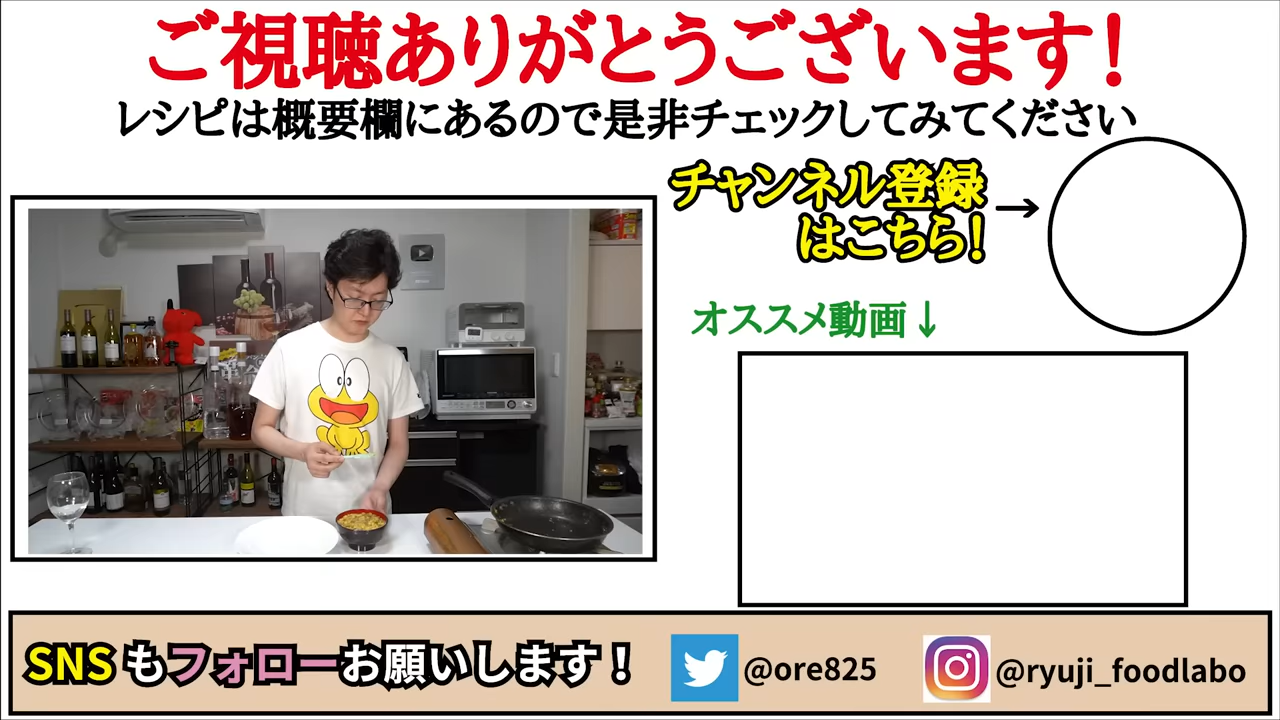 ご視聴ありがとうございます!
レシピは概要欄にあるので是非チェックしてみてください
チャンネル登録
はこちら!
→
オススメ動画↓
SNSもフォローお願いします!
@ore825
@ryuji_foodlabo